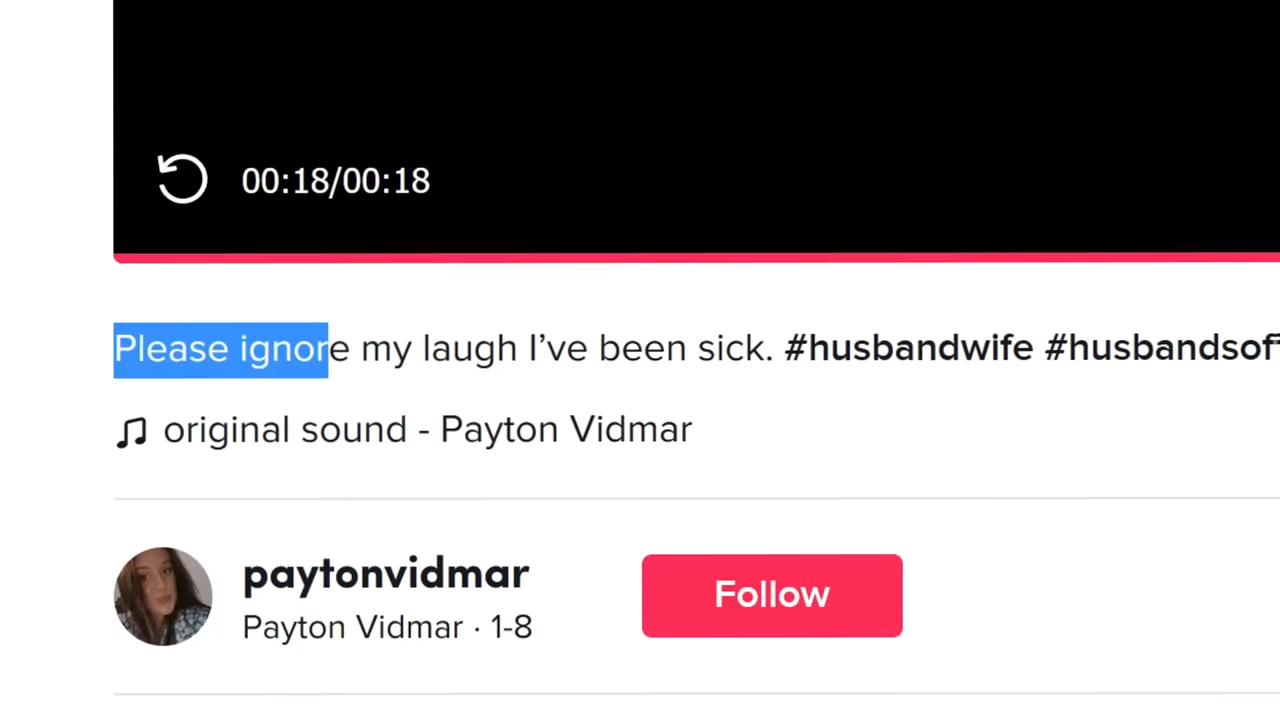 00:18/00:18
Please ignore my laugh I’ve been sick. #husbandwife
original sound - Payton Vidmar
paytonvidmar
Follow
Payton Vidmar · 1-8